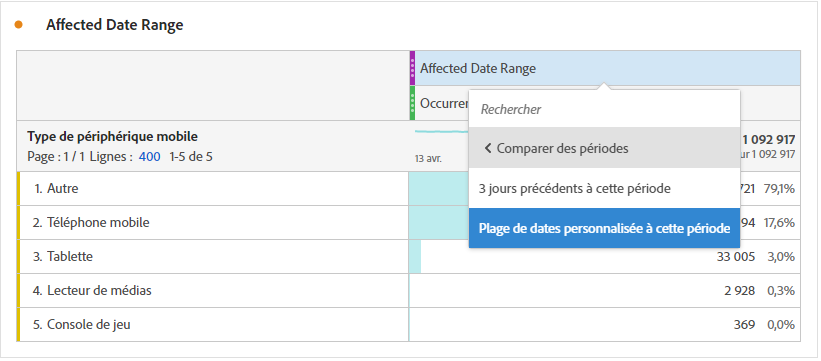 Affected Date Range
Affected Date Range
Rechercher
Type de périphérique mobile
1 092 917
Page : 1 / 1 Lignes : 400 1-5 de 5
13 avr.
1 092 917
Comparer des périodes
1. Autre
3 jours précédents à cette période
721 79,1%
2. Téléphone mobile
Plage de dates personnalisée à cette période
94 17,6%
3. Tablette
33 005 3,0%
4. Lecteur de médias
2 928 0,3%
5. Console de jeu
369 0,0%